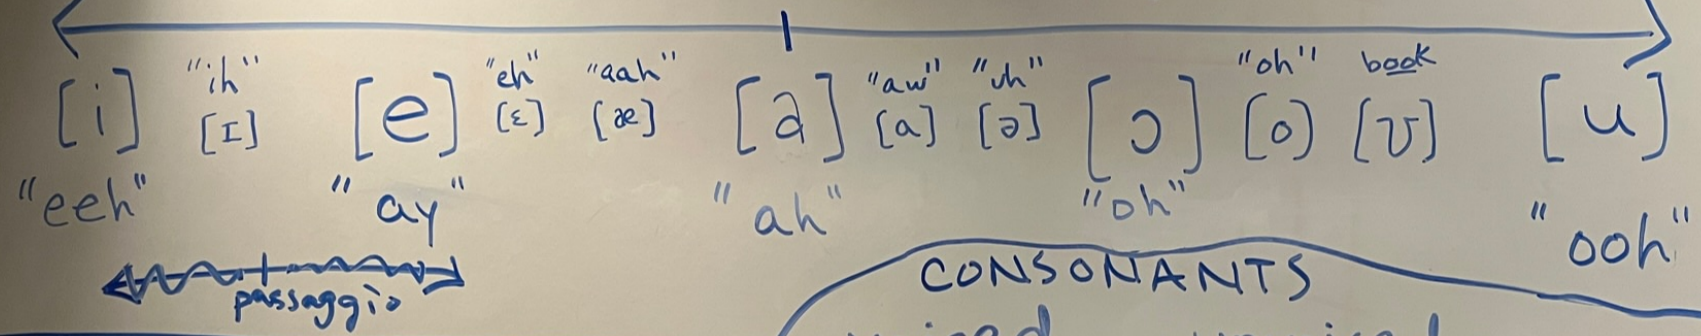 "ih" "eh" "aah" "aw" "uh" "oh" book
[i] [ɪ] [e] [ɛ] [æ] [a] [ɑ] [ə] [ɔ] [o] [ʊ] [u]
"eeh" "ay" "ah" "oh" "ooh"
passaggio
CONSONANTS